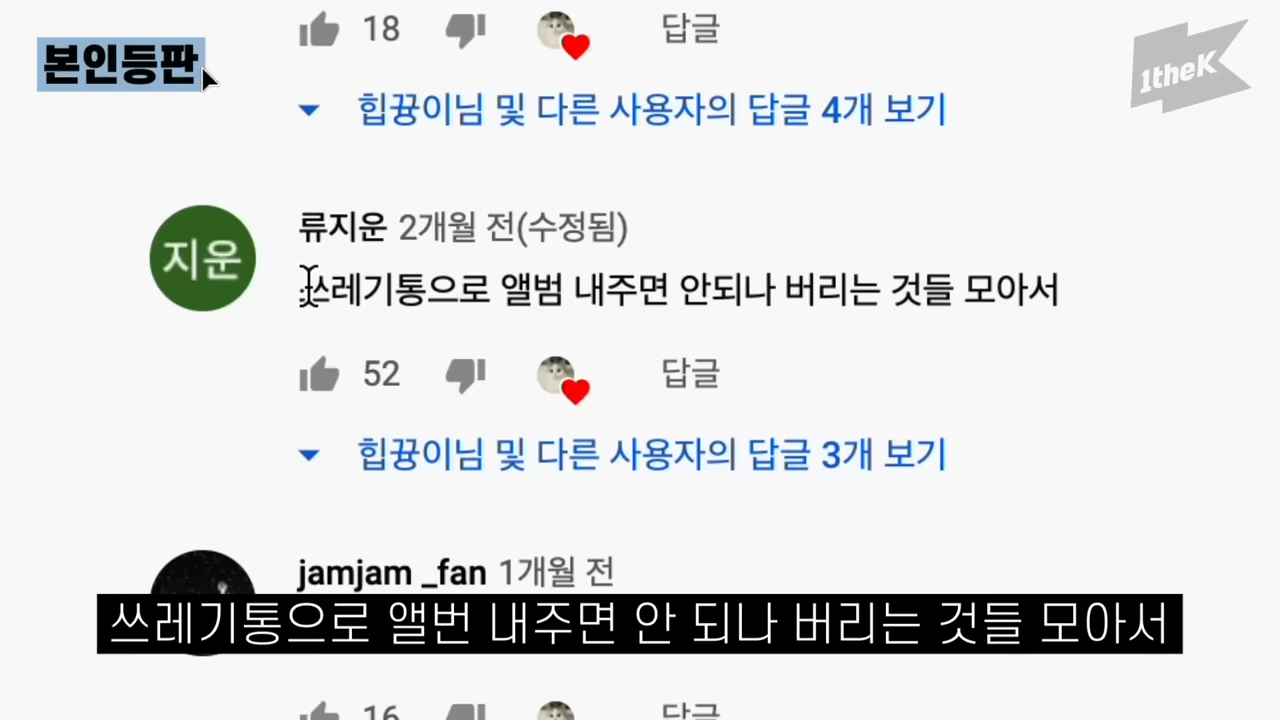 본인등판
1theK
18
답글
힙끃이님 및 다른 사용자의 답글 4개 보기
지운
류지운 2개월 전(수정됨)
쓰레기통으로 앨범 내주면 안되나 버리는 것들 모아서
52
답글
힙끃이님 및 다른 사용자의 답글 3개 보기
jamjam _fan 1개월 전
쓰레기통으로 앨번 내주면 안 되나 버리는 것들 모아서
16
답글